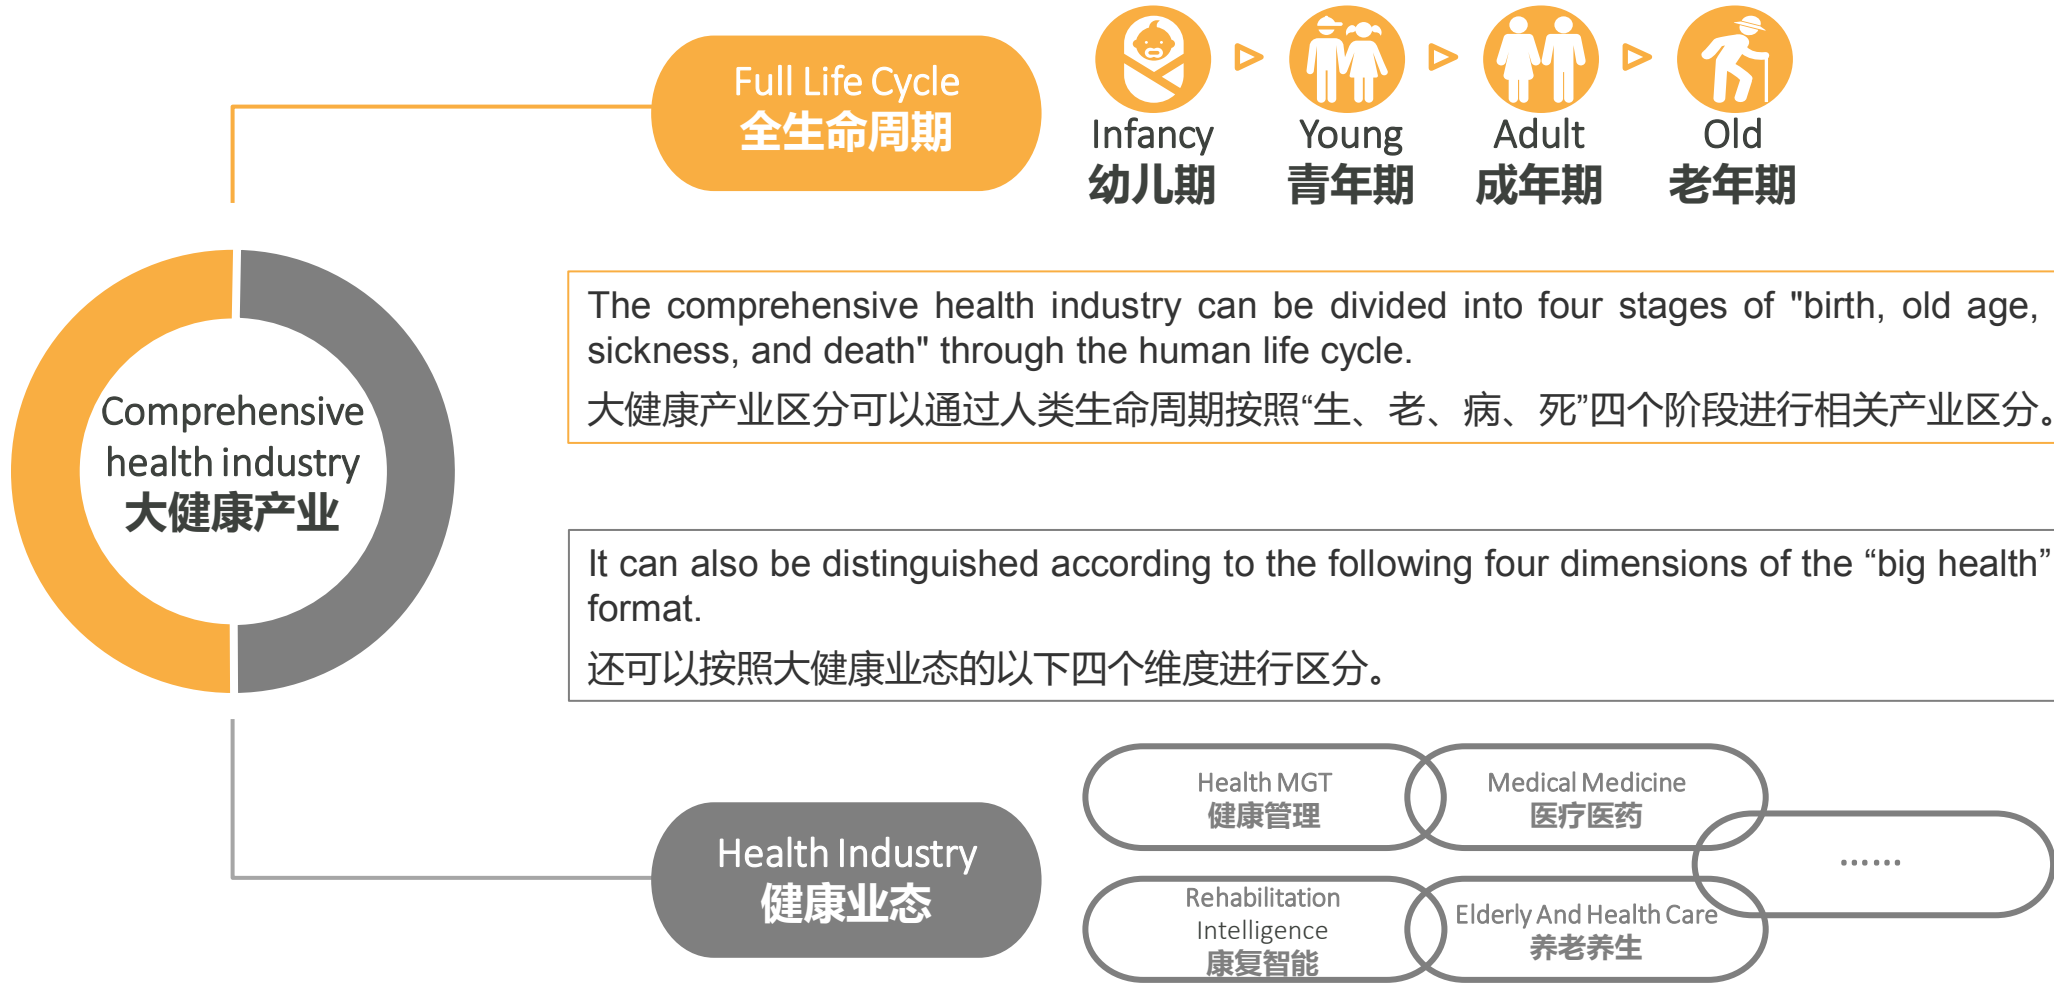 Full Life Cycle
全生命周期
Infancy
幼儿期
Young
青年期
Adult
成年期
Old
老年期
The comprehensive health industry can be divided into four stages of "birth, old age,
sickness, and death" through the human life cycle.
大健康产业区分可以通过人类生命周期按照“生、老、病、死”四个阶段进行相关产业区分。
Comprehensive
health industry
大健康产业
It can also be distinguished according to the following four dimensions of the “big health”
format.
还可以按照大健康业态的以下四个维度进行区分。
Health Industry
健康业态
Health MGT
健康管理
Medical Medicine
医疗医药
Rehabilitation
Intelligence
康复智能
Elderly And Health Care
养老养生
……